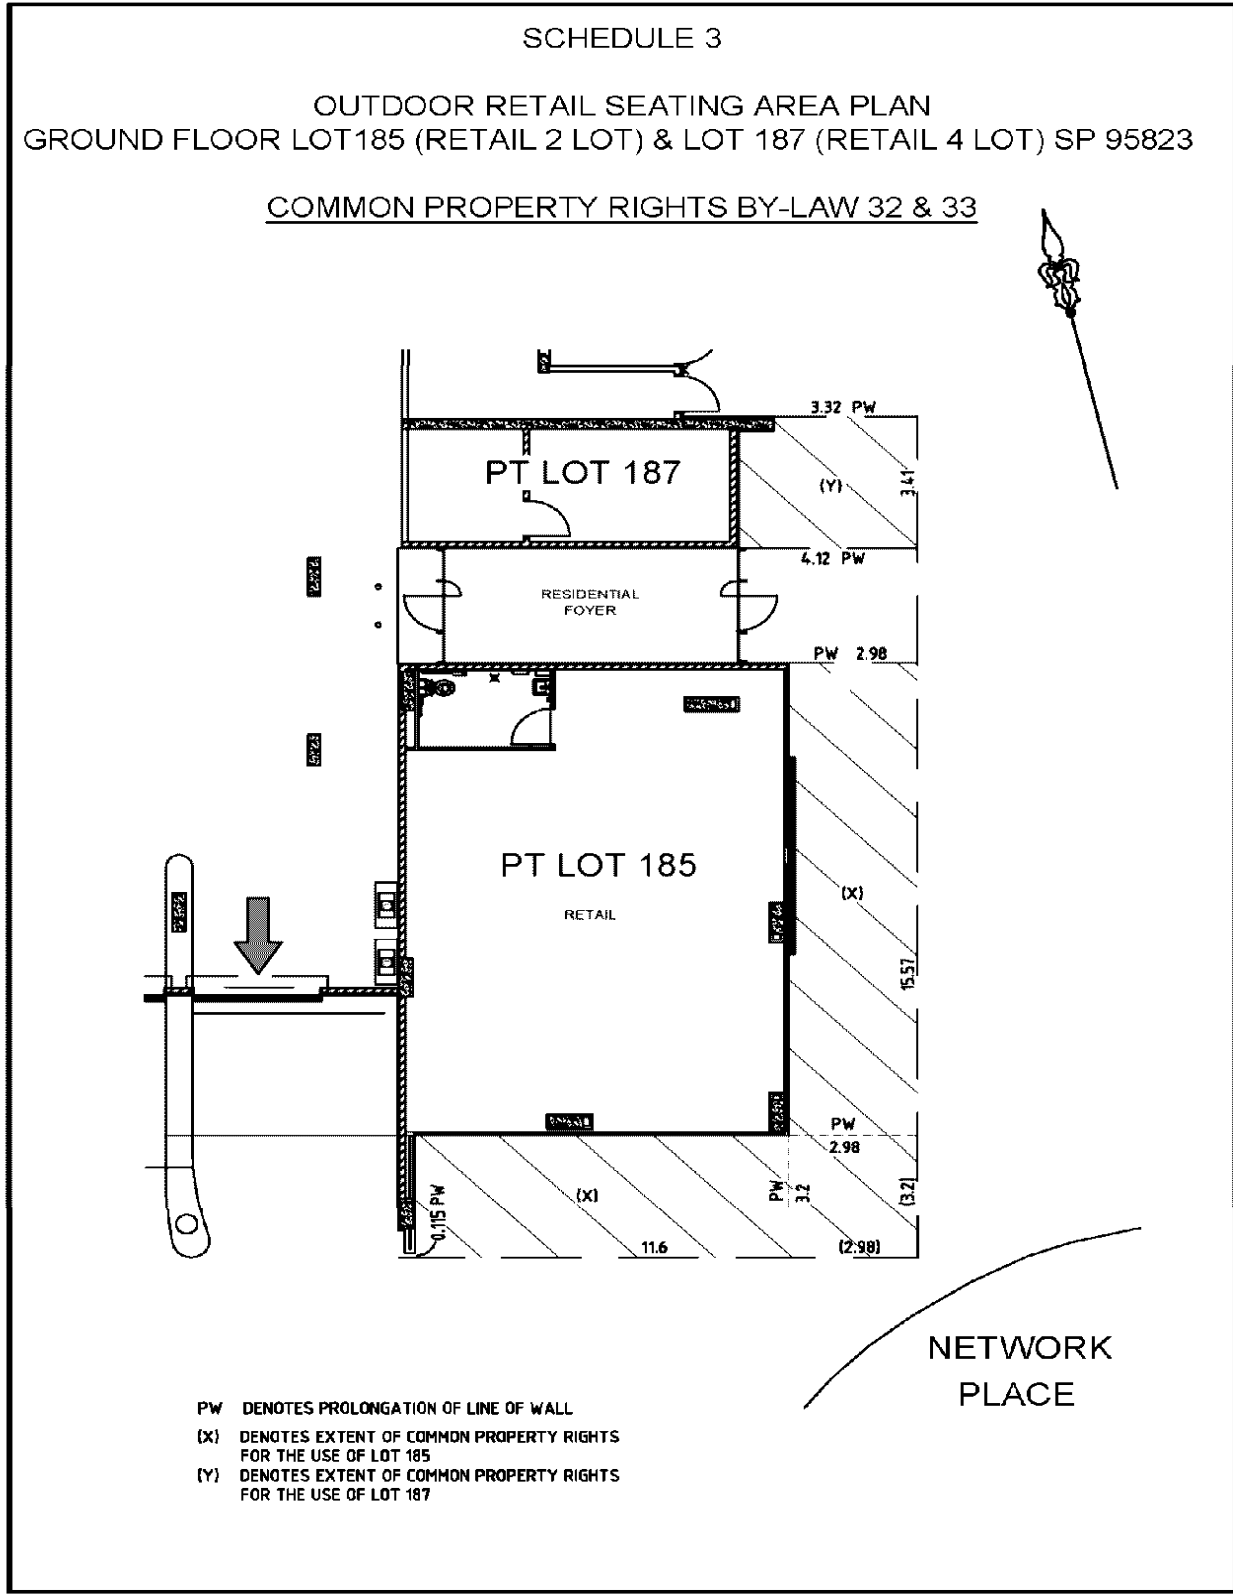 SCHEDULE 3
OUTDOOR RETAIL SEATING AREA PLAN
GROUND FLOOR LOT185 (RETAIL 2 LOT) & LOT 187 (RETAIL 4 LOT) SP 95823
COMMON PROPERTY RIGHTS BY-LAW 32 & 33
3.32 PW
PT LOT 187
(Y)
3.41
4.12 PW
RESIDENTIAL
FOYER
PW 2.98
PT LOT 185
(X)
RETAIL
15.57
PW
2.98
(X)
PW
3.2
(3.2)
0.115 PW
11.6
(2.98)
NETWORK
PLACE
PW DENOTES PROLONGATION OF LINE OF WALL
(X) DENOTES EXTENT OF COMMON PROPERTY RIGHTS
FOR THE USE OF LOT 185
(Y) DENOTES EXTENT OF COMMON PROPERTY RIGHTS
FOR THE USE OF LOT 187